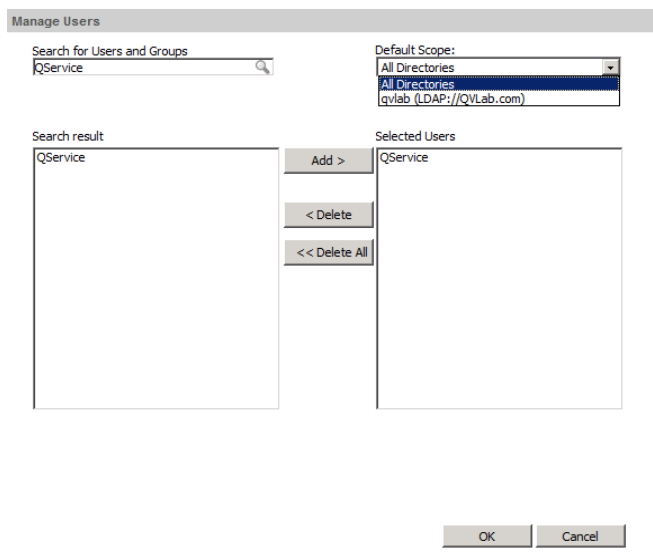 Manage Users
Search for Users and Groups
QService
Default Scope:
All Directories
All Directories
qvlab (LDAP://QVLab.com)
Search result
QService
Add >
< Delete
<< Delete All
Selected Users
QService
OK
Cancel